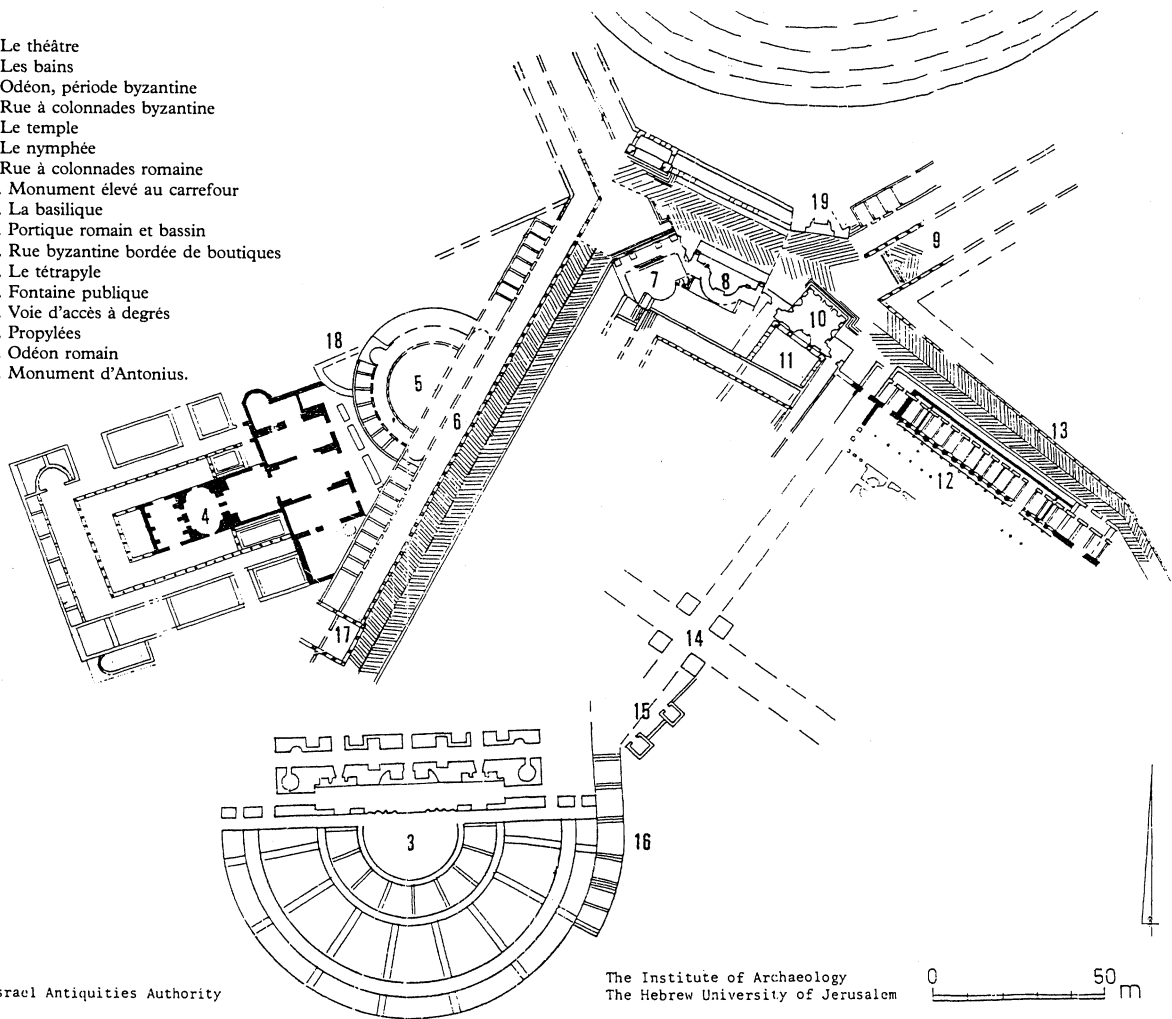 Le théâtre
Les bains
Odéon, période byzantine
Rue à colonnades byzantine
Le temple
Le nymphée
Rue à colonnades romaine
. Monument élevé au carrefour
. La basilique
. Portique romain et bassin
. Rue byzantine bordée de boutiques
. Le tétrapyle
. Fontaine publique
. Voie d'accès à degrés
. Propylées
. Odéon romain
. Monument d'Antonius.
19
9
7
8
10
11
18
5
6
13
12
4
14
17
15
3
16
srael Antiquities Authority
The Institute of Archaeology
The Hebrew University of Jerusalem
0 50 m